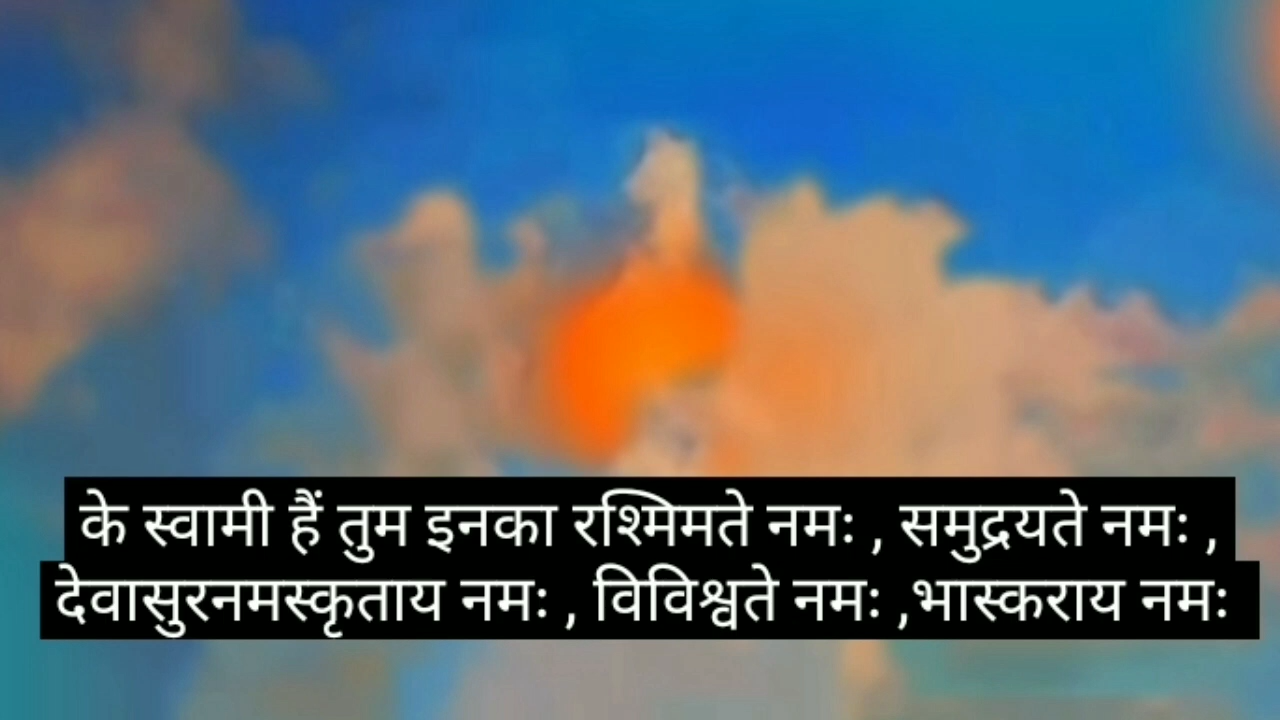 के स्वामी हैं तुम इनका रश्मिमते नमः , समुद्रयते नमः ,
देवासुरनमस्कृताय नमः , विविश्वते नमः ,भास्कराय नमः